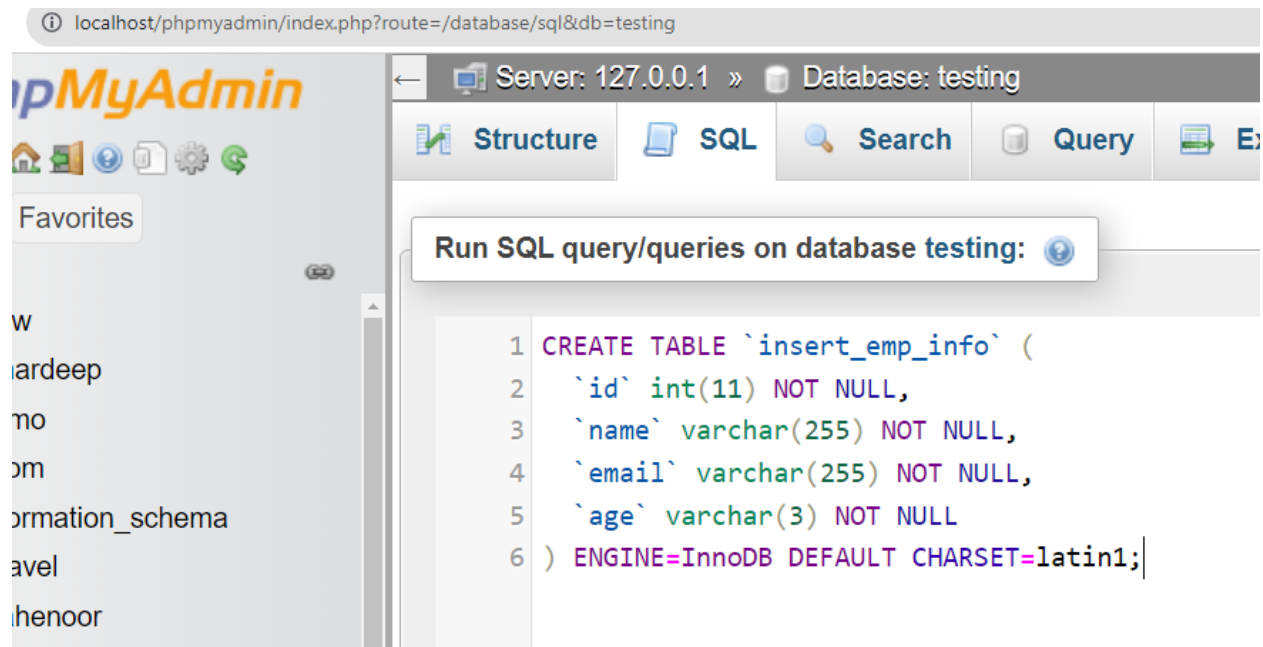 localhost/phpmyadmin/index.php?route=/database/sql&db=testing
MyAdmin
Server: 127.0.0.1 » Database: testing
Structure SQL Search Query
Favorites
Run SQL query/queries on database testing:
1 CREATE TABLE `insert_emp_info` (
2 `id` int(11) NOT NULL,
3 `name` varchar(255) NOT NULL,
4 `email` varchar(255) NOT NULL,
5 `age` varchar(3) NOT NULL
6 ) ENGINE=InnoDB DEFAULT CHARSET=latin1;
w
ardeep
mo
om
ormation_schema
avel
henoor